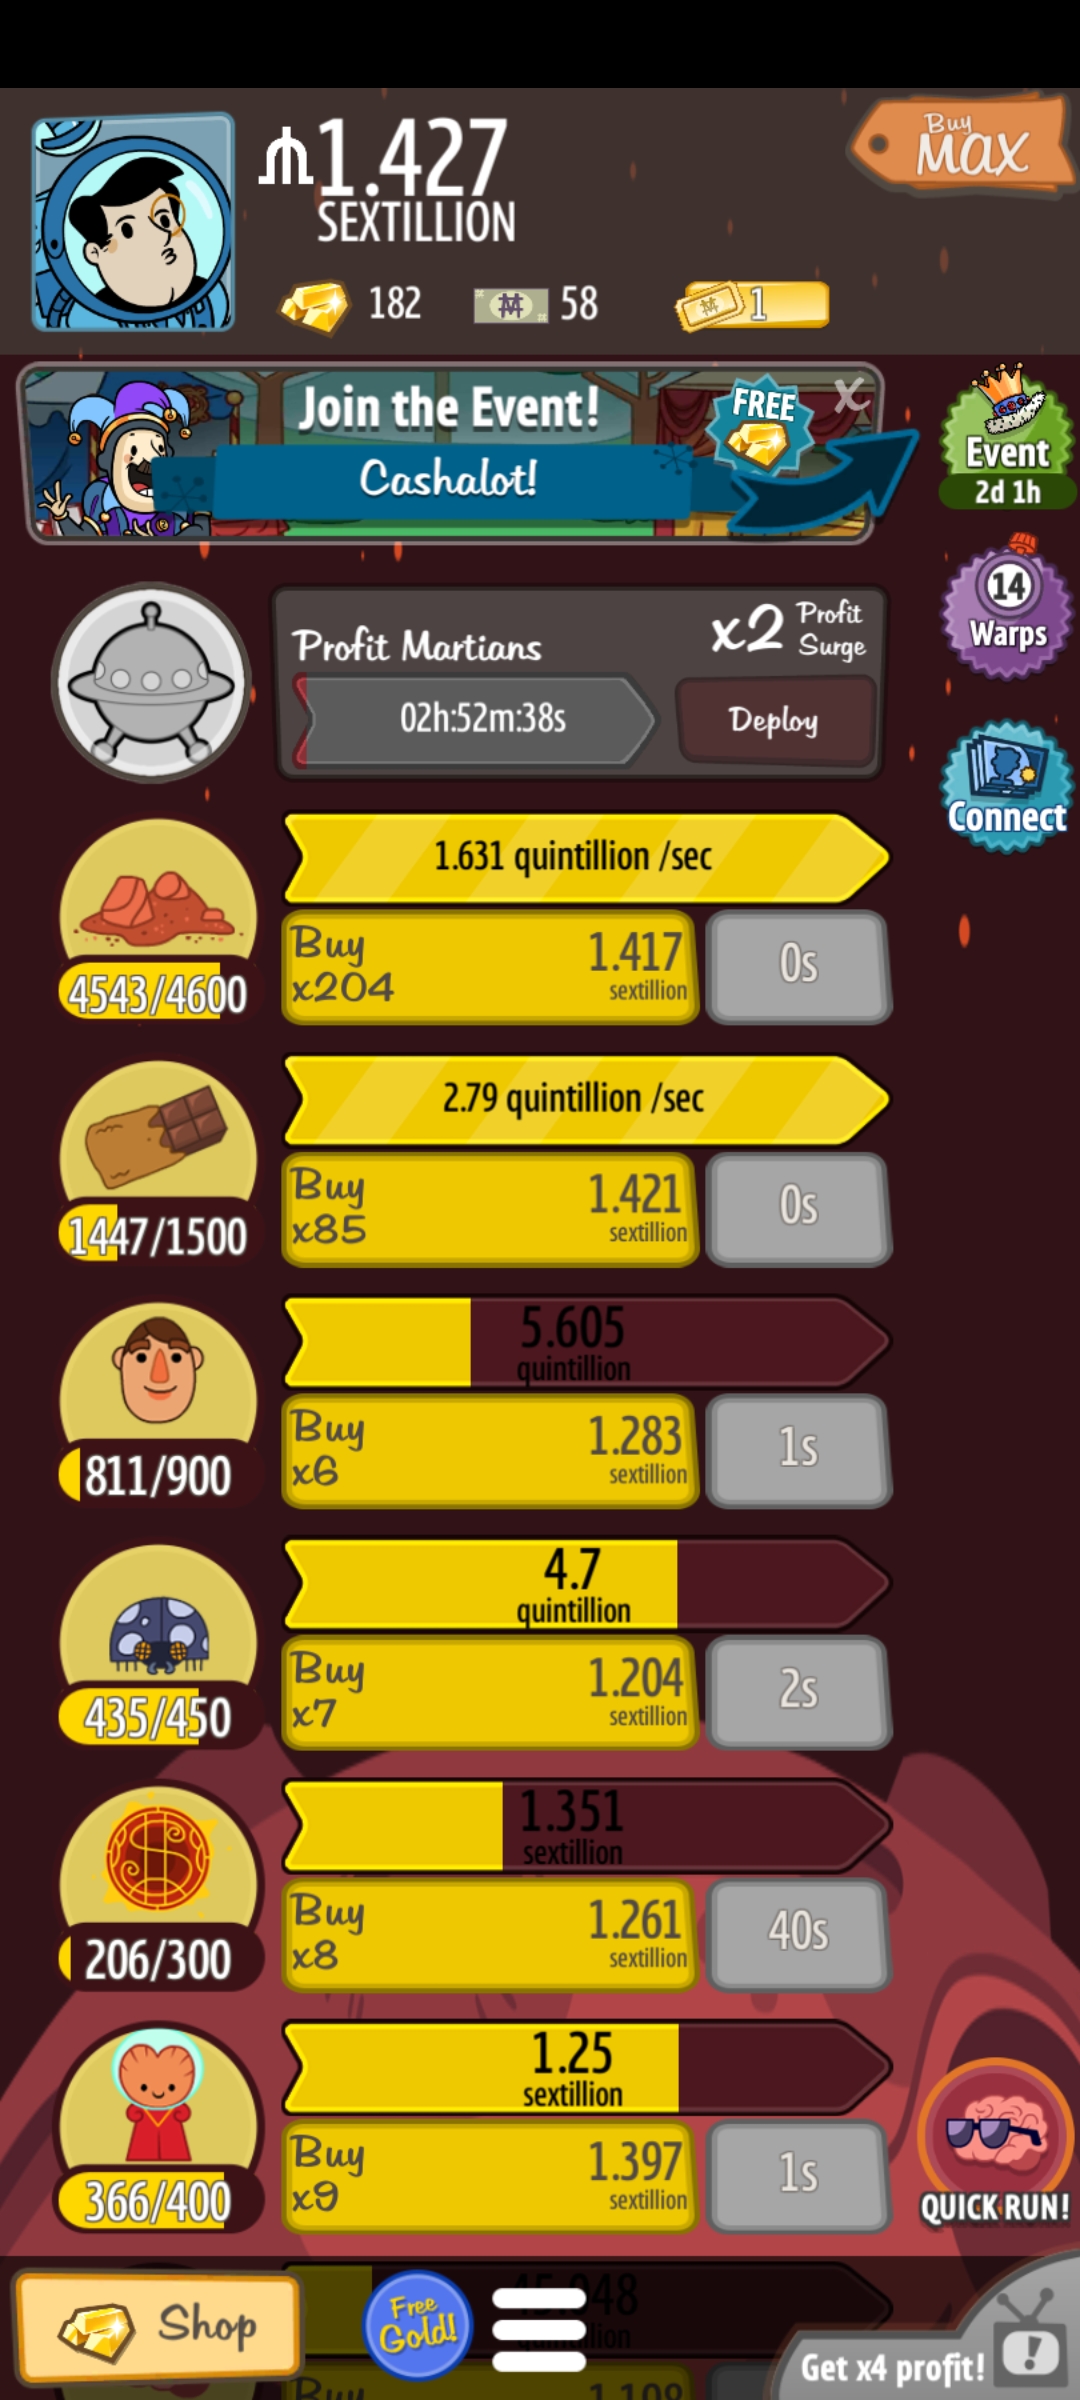 1.427
SEXTILLION
Buy
MAX
182
58
1
Join the Event!
Cashalot!
FREE
X
Event
2d 1h
14
Warps
Connect
Profit Martians
x2 Profit Surge
02h:52m:38s
Deploy
1.631 quintillion /sec
4543/4600
Buy x204
1.417 sextillion
0s
2.79 quintillion /sec
1447/1500
Buy x85
1.421 sextillion
0s
5.605
quintillion
811/900
Buy x6
1.283 sextillion
1s
4.7
quintillion
435/450
Buy x7
1.204 sextillion
2s
1.351
sextillion
206/300
Buy x8
1.261 sextillion
40s
1.25
sextillion
366/400
Buy x9
1.397 sextillion
1s
QUICK RUN!
Shop
Free Gold!
Get x4 profit!